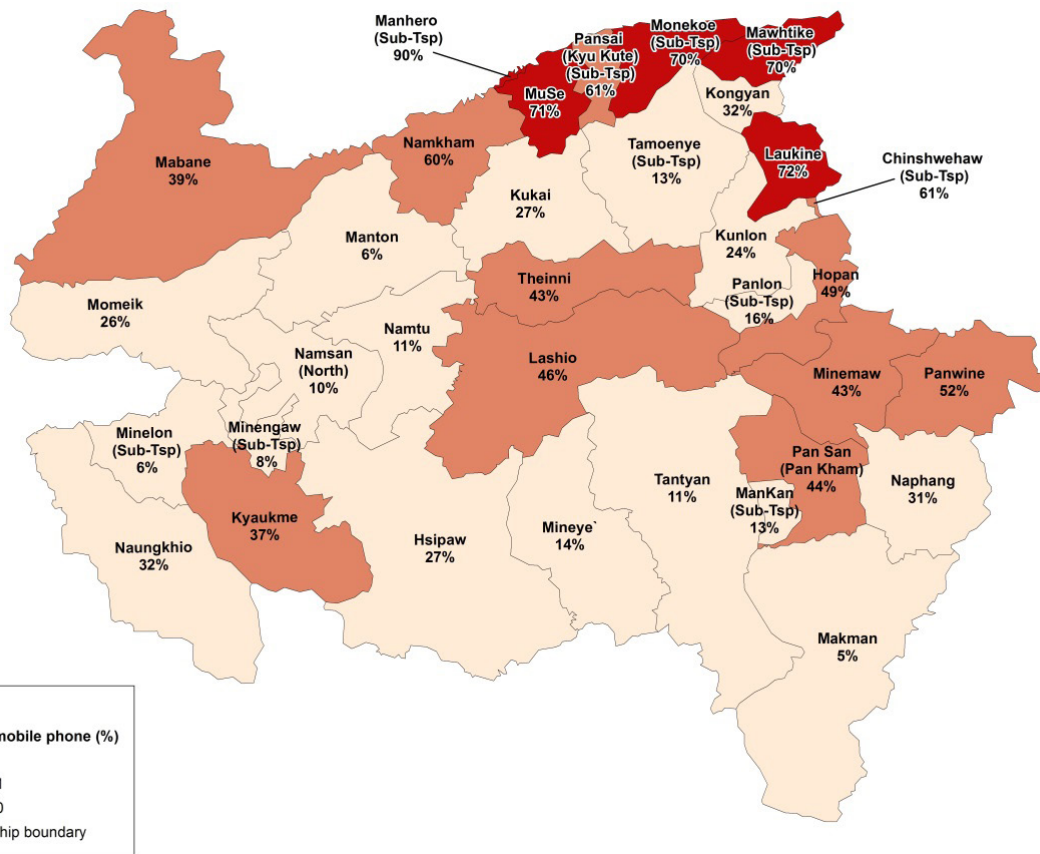 Manhero
(Sub-Tsp)
90%
Pansai
(Kyu Kute)
(Sub-Tsp)
61%
Monekoe
(Sub-Tsp)
70%
Mawhtike
(Sub-Tsp)
70%
MuSe
71%
Kongyan
32%
Namkham
60%
Tamoenye
(Sub-Tsp)
13%
Laukine
72%
Chinshwehaw
(Sub-Tsp)
61%
Mabane
39%
Kukai
27%
Manton
6%
Kunlon
24%
Theinni
43%
Panlon
(Sub-Tsp)
16%
Hopan
49%
Momeik
26%
Namtu
11%
Namsan
(North)
10%
Lashio
46%
Minemaw
43%
Panwine
52%
Minelon
(Sub-Tsp)
6%
Minengaw
(Sub-Tsp)
8%
Pan San
(Pan Kham)
44%
Tantyan
11%
ManKan
(Sub-Tsp)
13%
Naphang
31%
Kyaukme
37%
Naungkhio
32%
Hsipaw
27%
Mineye`
14%
Makman
5%
mobile phone (%)
boundary